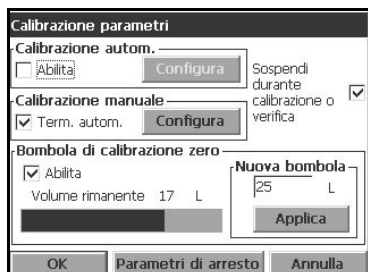 Calibrazione parametri
Calibrazione autom.
Abilita
Configura
Sospendi
durante
calibrazione o
verifica
Calibrazione manuale
Term. autom.
Configura
Bombola di calibrazione zero
Abilita
Volume rimanente 17 L
Nuova bombola
25 L
Applica
OK
Parametri di arresto
Annulla